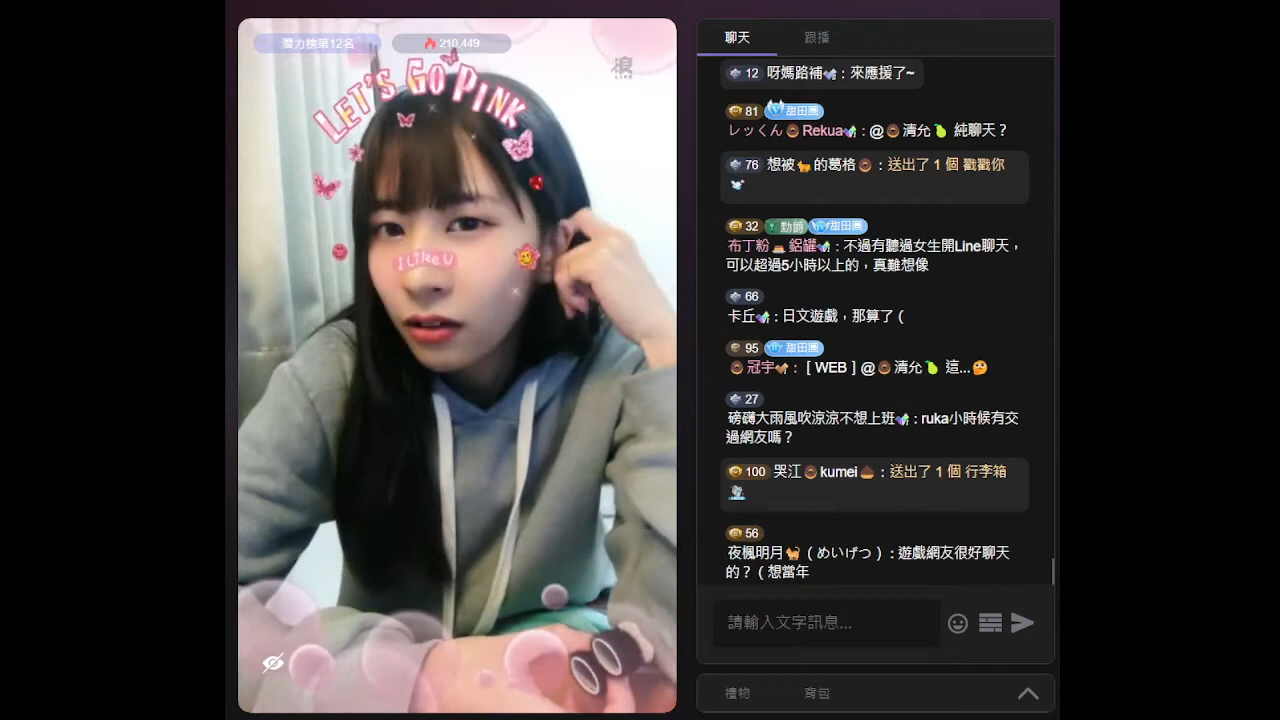 潛力榜第12名
210,449
浪
LIVE
LET'S GO PINK
I Like U
聊天
跟播
12 呀媽路補 : 來應援了~
81 甜田圈
レッくん Rekua : @ 清允 純聊天？
76 想被 的葛格 : 送出了 1 個 戳戳你
32 勳爵 甜田圈
布丁粉 鋁罐 : 不過有聽過女生開Line聊天，
可以超過5小時以上的，真難想像
66
卡丘 : 日文遊戲，那算了 (
95 甜田圈
冠宇 : [ WEB ] @ 清允 這...
27
磅礡大雨風吹涼涼不想上班 : ruka小時候有交
過網友嗎？
100 哭江 kumei : 送出了 1 個 行李箱
56
夜楓明月 （めいげつ） : 遊戲網友很好聊天
的？ ( 想當年
請輸入文字訊息...
禮物
背包